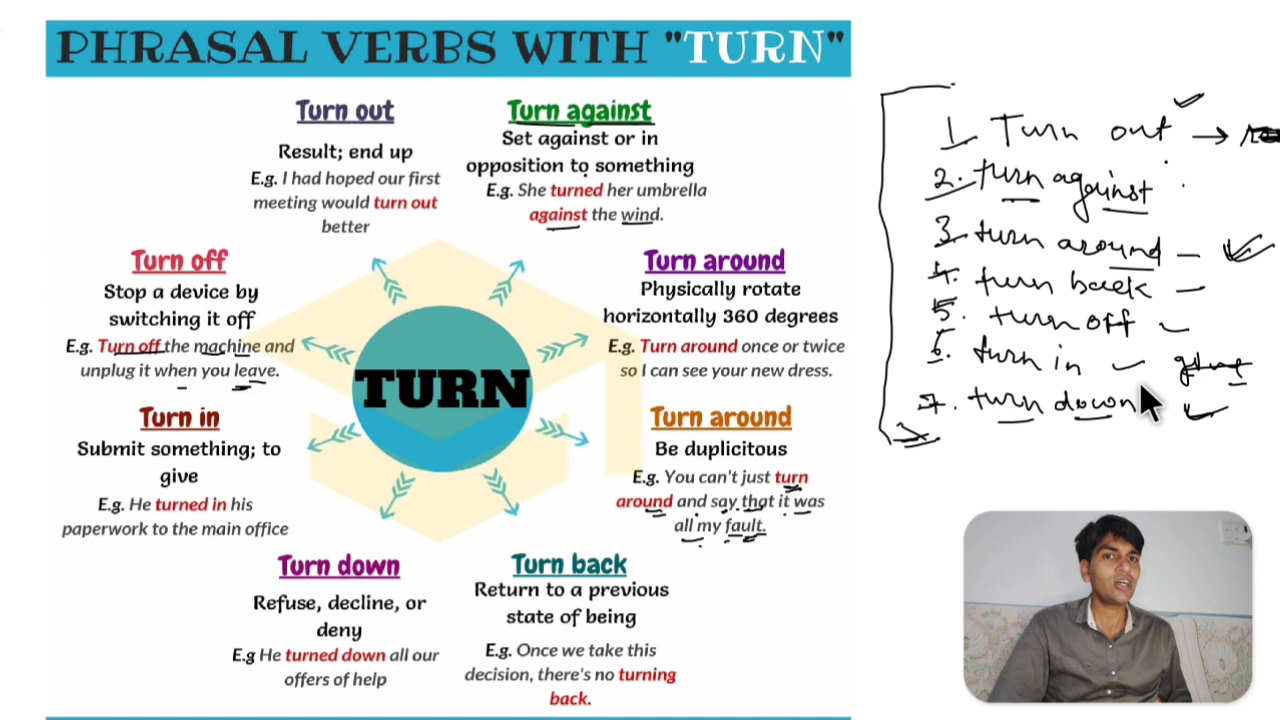 PHRASAL VERBS WITH "TURN"
Turn out
Result; end up
E.g. I had hoped our first
meeting would turn out
better
Turn against
Set against or in
opposition to something
E.g. She turned her umbrella
against the wind.
Turn off
Stop a device by
switching it off
E.g. Turn off the machine and
unplug it when you leave.
Turn around
Physically rotate
horizontally 360 degrees
E.g. Turn around once or twice
so I can see your new dress.
TURN
Turn in
Submit something; to
give
E.g. He turned in his
paperwork to the main office
Turn around
Be duplicitous
E.g. You can't just turn
around and say that it was
all my fault.
Turn down
Refuse, decline, or
deny
E.g He turned down all our
offers of help
Turn back
Return to a previous
state of being
E.g. Once we take this
decision, there's no turning
back.
1. Turn out →
2. turn against
3. turn around –
4. turn back –
5. turn off
6. turn in
7. turn down